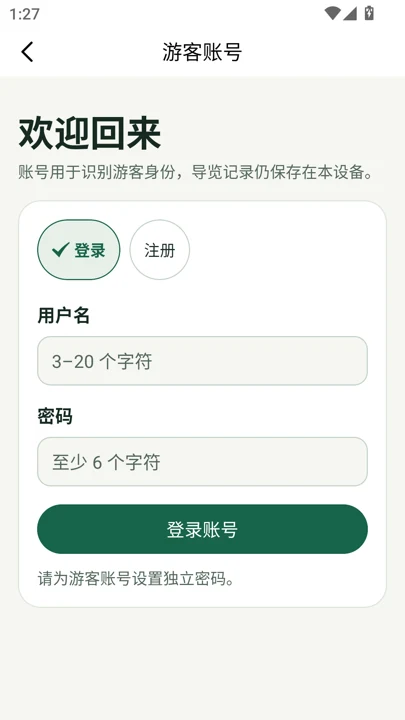 1:27
游客账号
欢迎回来
账号用于识别游客身份，导览记录仍保存在本设备。
登录
注册
用户名
3–20 个字符
密码
至少 6 个字符
登录账号
请为游客账号设置独立密码。